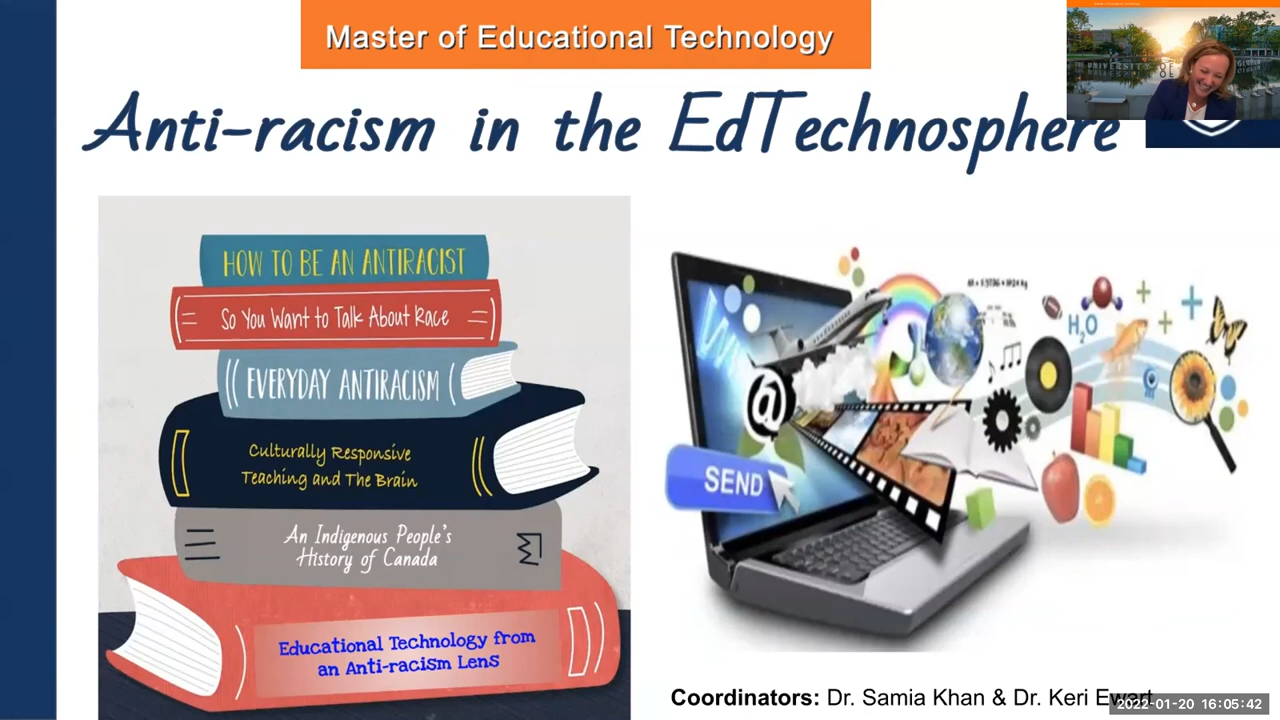 Master of Educational Technology
Anti-racism in the EdTechnosphere
HOW TO BE AN ANTIRACIST
So You Want to Talk About Race
EVERYDAY ANTIRACISM
Culturally Responsive
Teaching and The Brain
An Indigenous People's
History of Canada
Educational Technology from
an Anti-racism Lens
@
SEND
H₂O
Coordinators: Dr. Samia Khan & Dr. Keri Ewart
2022-01-20 16:05:42